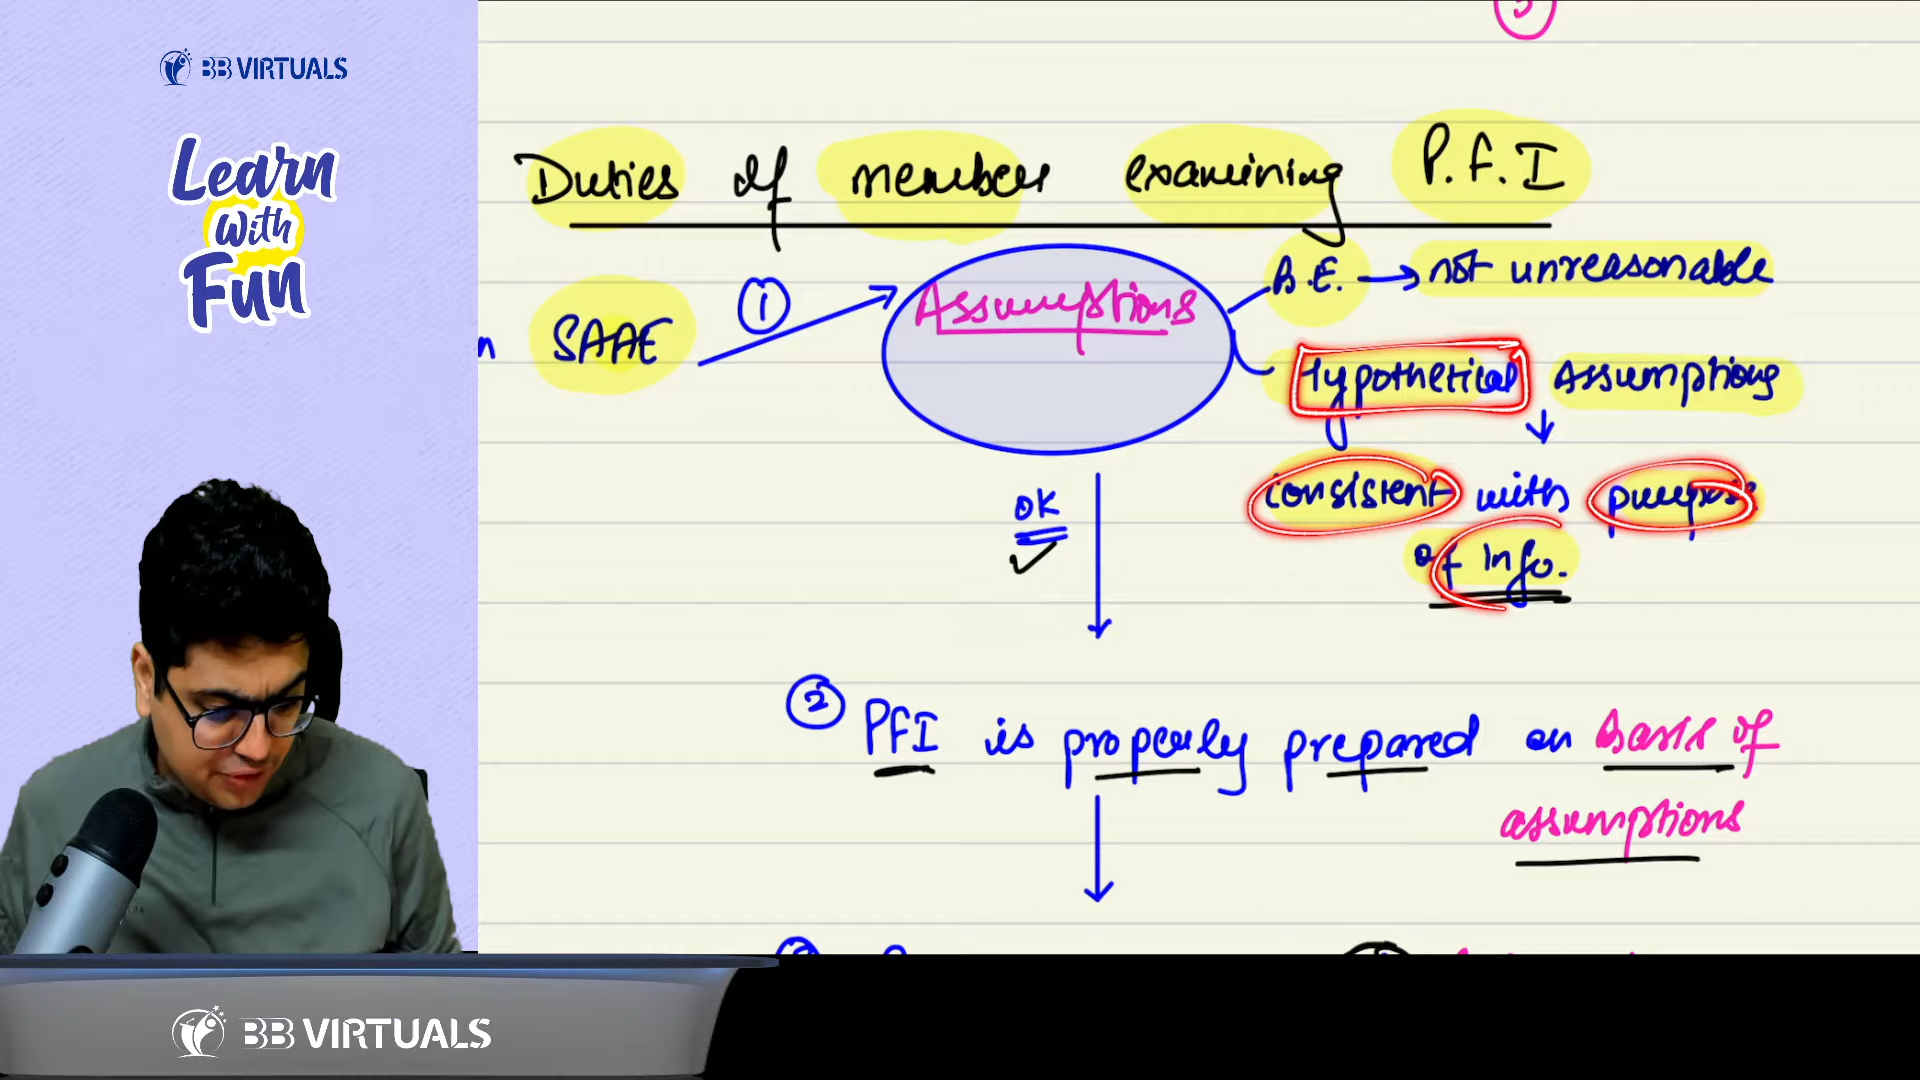 BB VIRTUALS
Learn
With
Fun
Duties of member examining P.F.I
n SAAE
1
Assumptions
B.E. → not unreasonable
Hypothetical Assumptions
consistent with purpose
of Info.
OK
2 PFI is properly prepared on basis of
assumptions
BB VIRTUALS